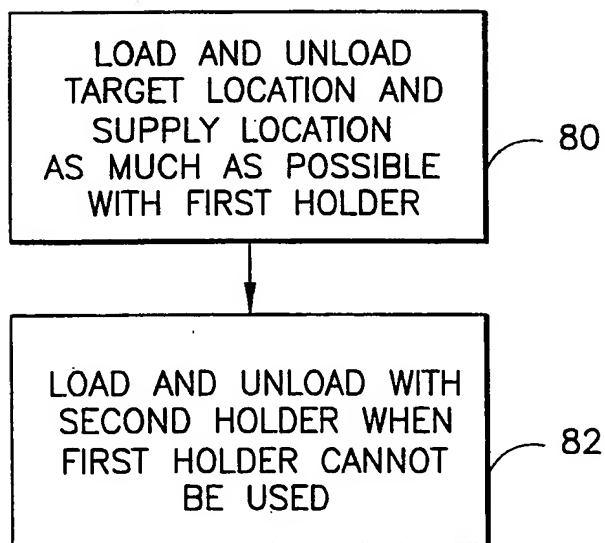 LOAD AND UNLOAD
TARGET LOCATION AND
SUPPLY LOCATION
AS MUCH AS POSSIBLE
WITH FIRST HOLDER
80
LOAD AND UNLOAD WITH
SECOND HOLDER WHEN
FIRST HOLDER CANNOT
BE USED
82